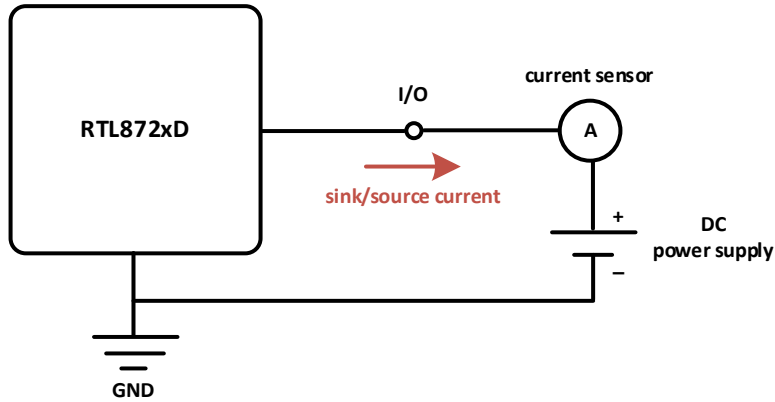 current sensor
I/O
RTL872xD
A
sink/source current
+
DC
power supply
−
GND